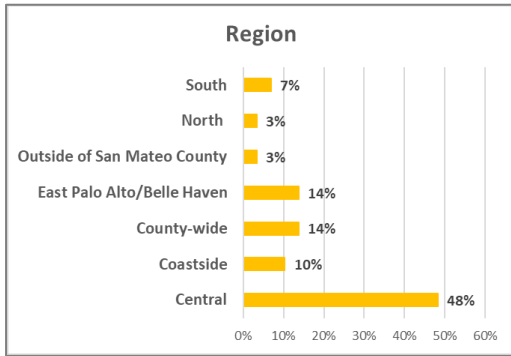 Region
South 7%
North 3%
Outside of San Mateo County 3%
East Palo Alto/Belle Haven 14%
County-wide 14%
Coastside 10%
Central 48%
0% 10% 20% 30% 40% 50% 60%